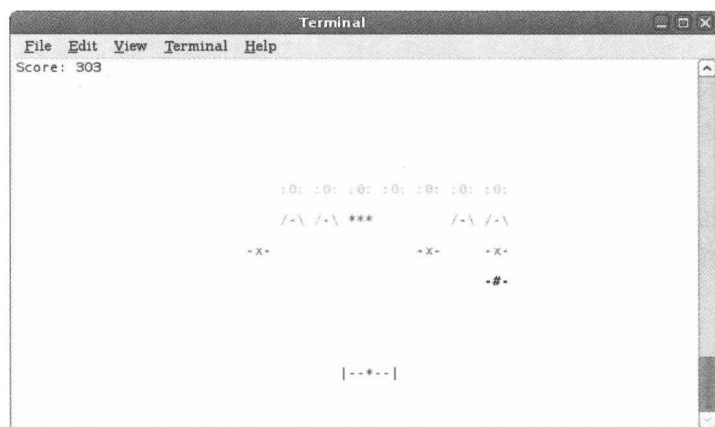 Terminal
File Edit View Terminal Help
Score: 303
:0: :0: :0: :0: :0: :0: :0:
/-\ /-\ *** /-\ /-\
-x- -x- -x-
-#-
|--*--|